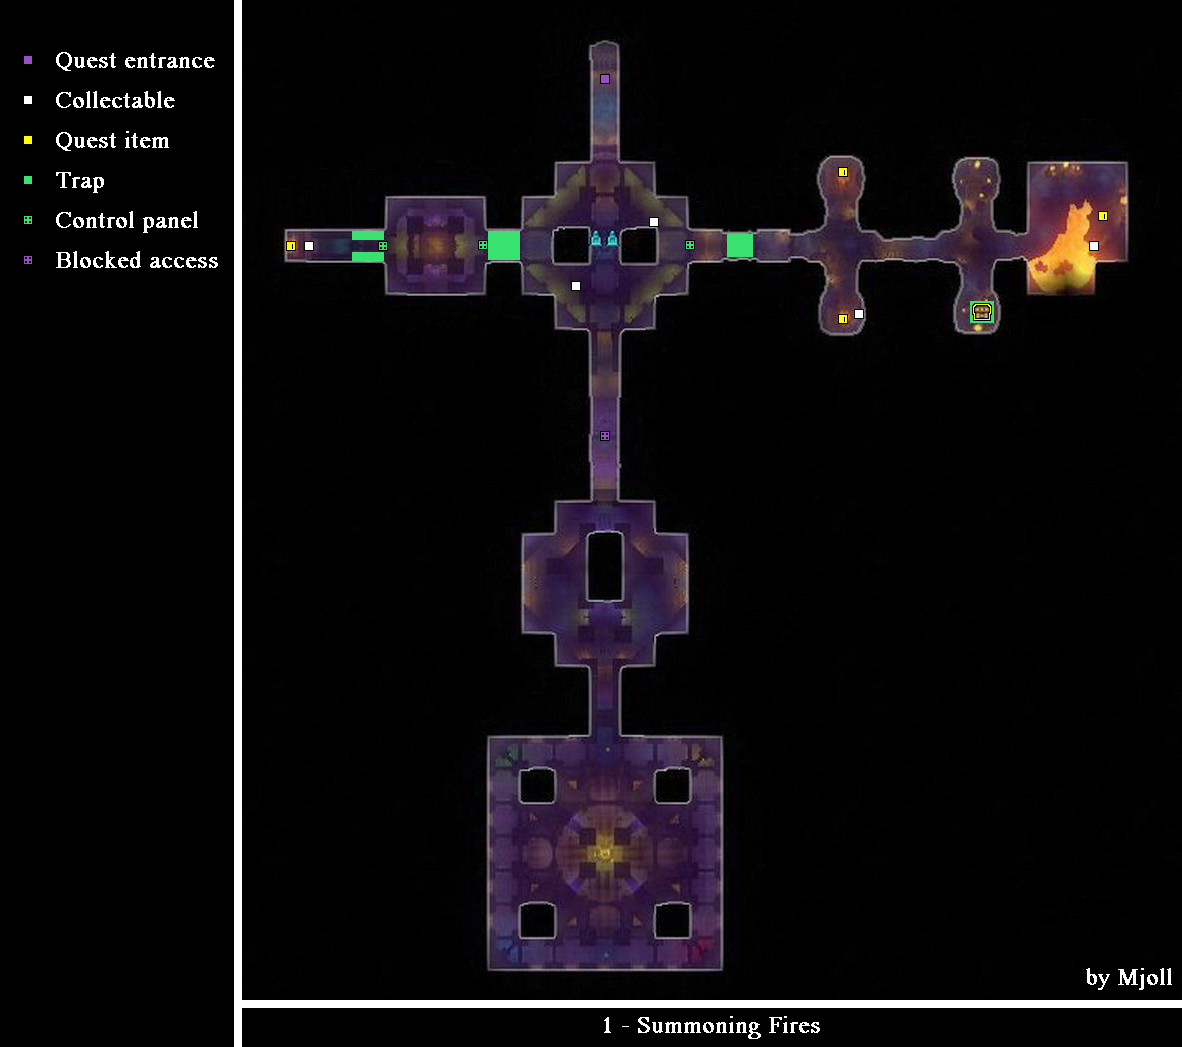 Quest entrance
Collectable
Quest item
Trap
Control panel
Blocked access
by Mjoll
1 - Summoning Fires